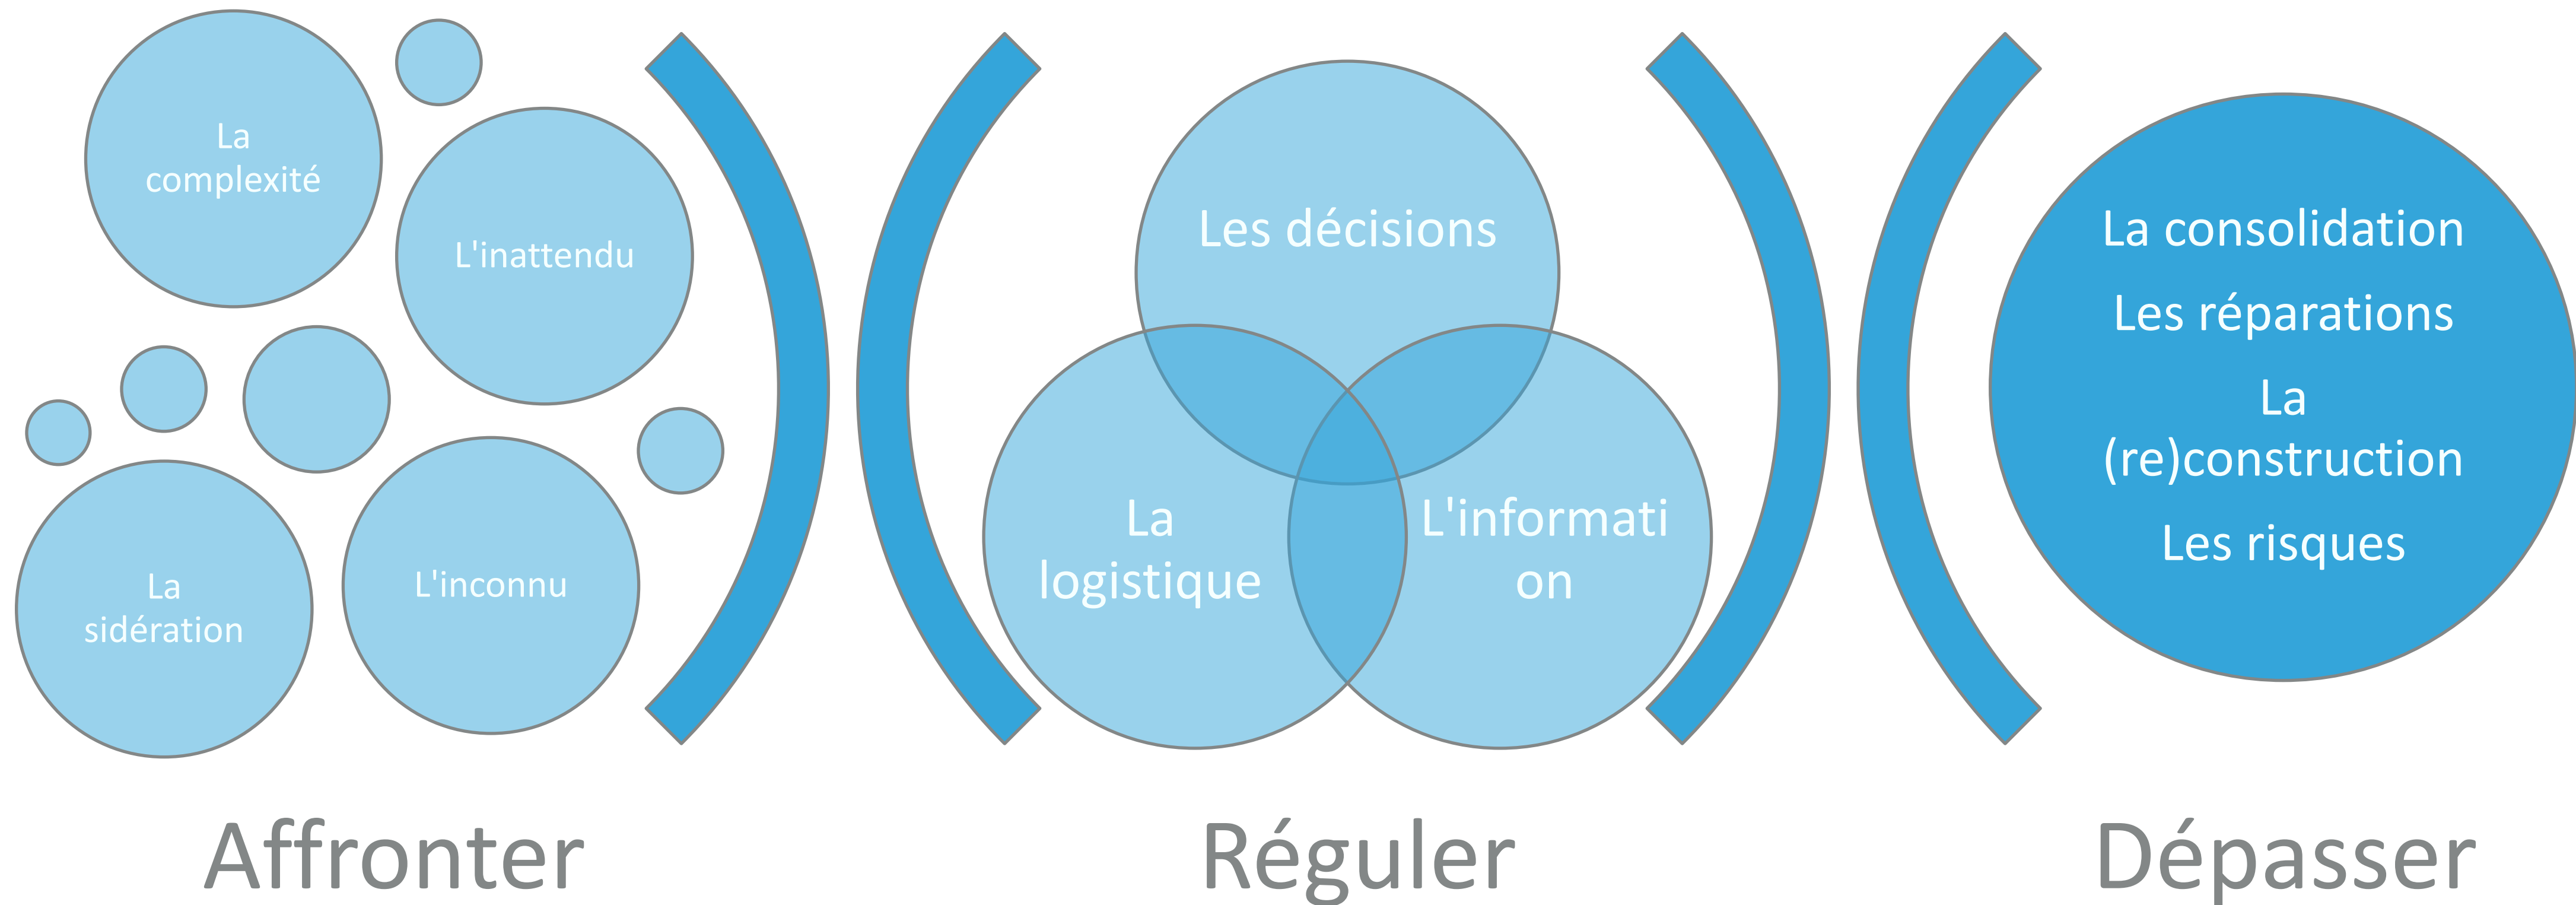 La
complexité
L'inattendu
La
sidération
L'inconnu
Affronter
Les décisions
La
logistique
L'informati
on
Réguler
La consolidation
Les réparations
La
(re)construction
Les risques
Dépasser